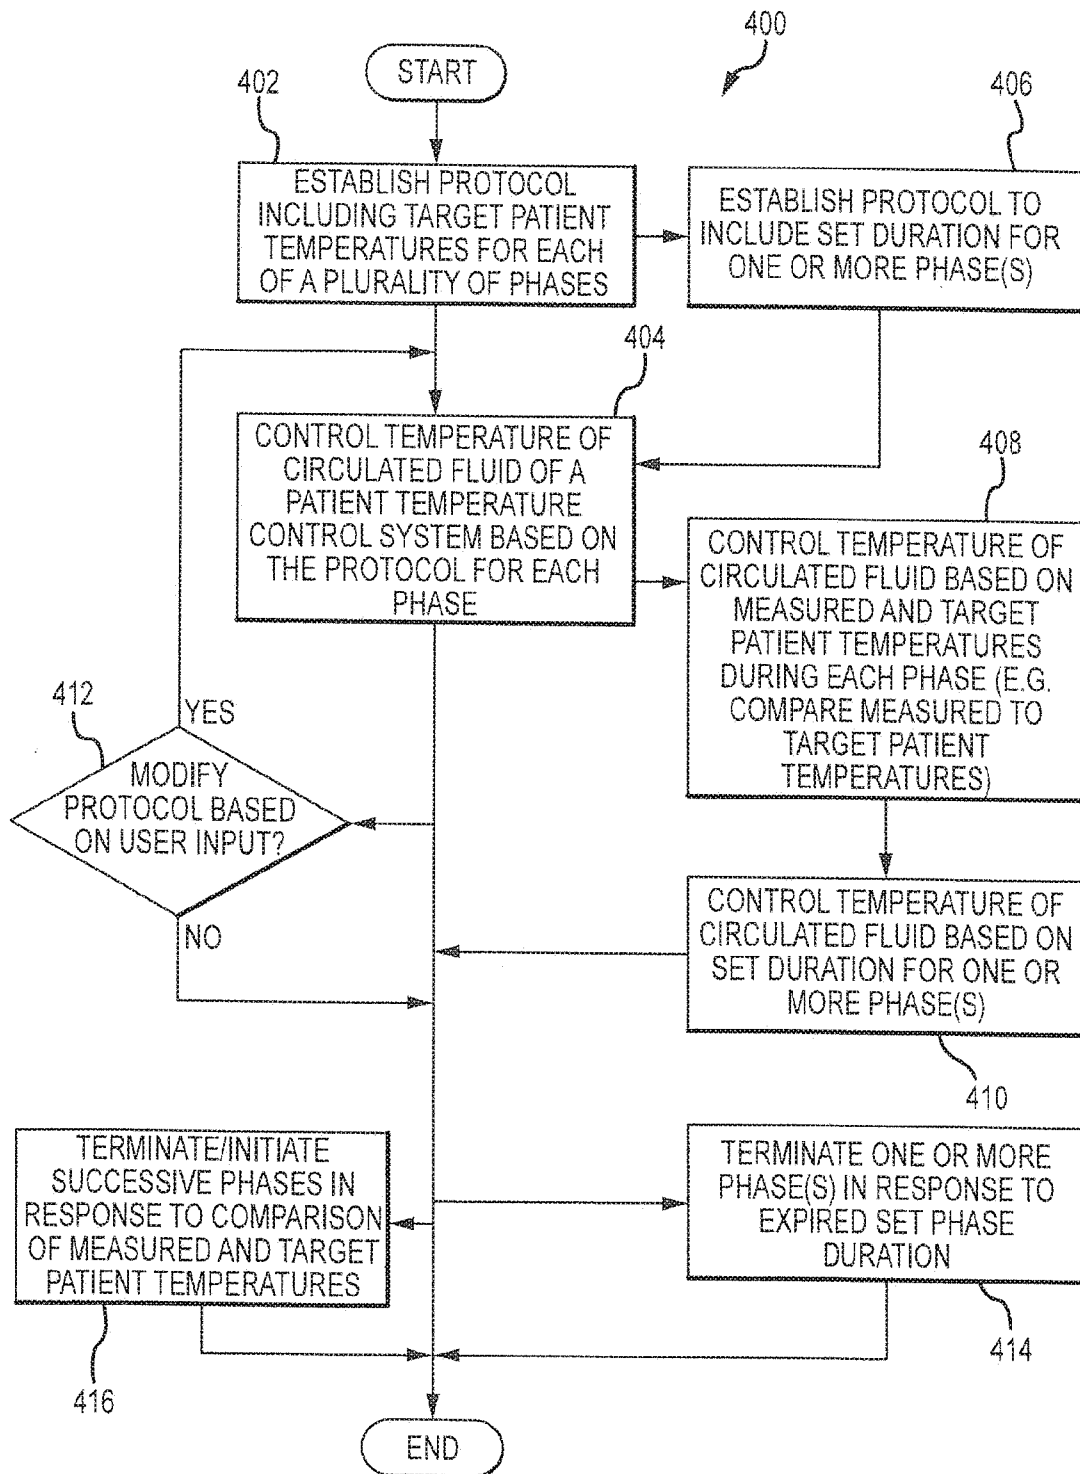 400
START
402
406
ESTABLISH PROTOCOL
INCLUDING TARGET PATIENT
TEMPERATURES FOR EACH
OF A PLURALITY OF PHASES
ESTABLISH PROTOCOL TO
INCLUDE SET DURATION FOR
ONE OR MORE PHASE(S)
404
CONTROL TEMPERATURE OF
CIRCULATED FLUID OF A
PATIENT TEMPERATURE
CONTROL SYSTEM BASED ON
THE PROTOCOL FOR EACH
PHASE
408
CONTROL TEMPERATURE OF
CIRCULATED FLUID BASED ON
MEASURED AND TARGET
PATIENT TEMPERATURES
DURING EACH PHASE (E.G.
COMPARE MEASURED TO
TARGET PATIENT
TEMPERATURES)
412
YES
MODIFY
PROTOCOL BASED
ON USER INPUT?
NO
CONTROL TEMPERATURE OF
CIRCULATED FLUID BASED ON
SET DURATION FOR ONE OR
MORE PHASE(S)
410
TERMINATE/INITIATE
SUCCESSIVE PHASES IN
RESPONSE TO COMPARISON
OF MEASURED AND TARGET
PATIENT TEMPERATURES
416
TERMINATE ONE OR MORE
PHASE(S) IN RESPONSE TO
EXPIRED SET PHASE
DURATION
414
END